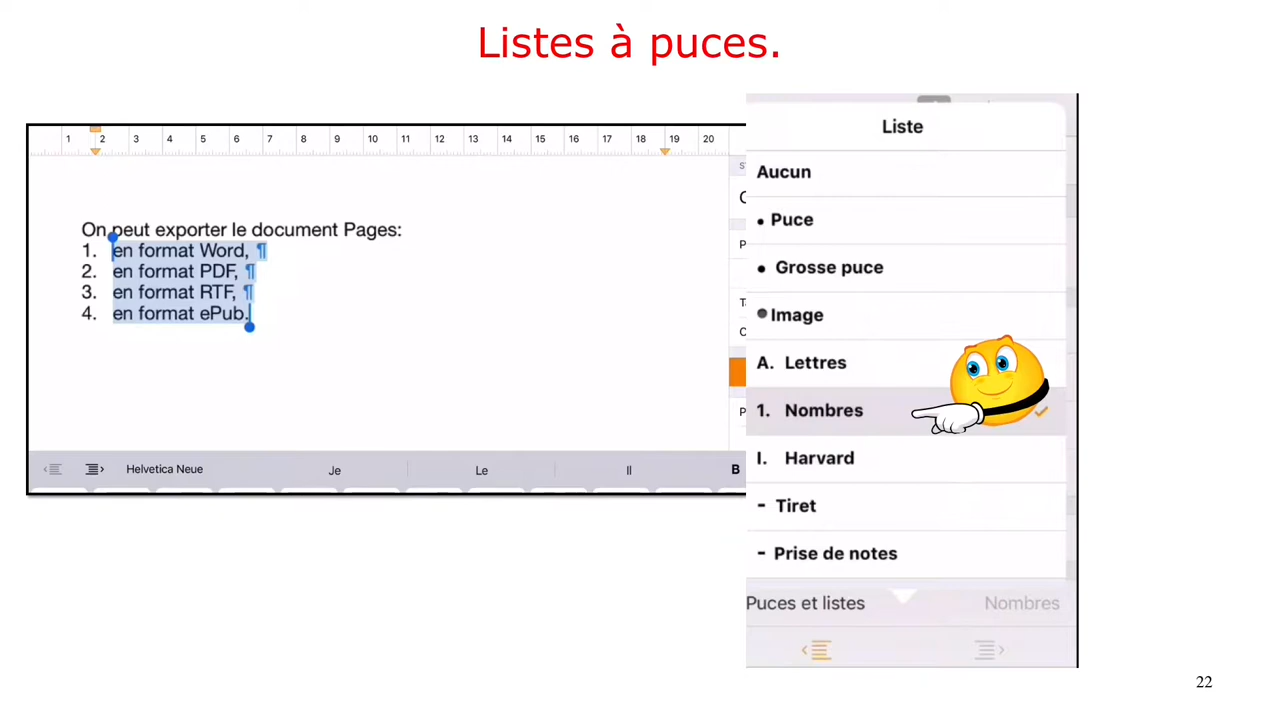 Listes à puces.
1 2 3 4 5 6 7 8 9 10 11 12 13 14 15 16 17 18 19 20
On peut exporter le document Pages:
1. en format Word, ¶
2. en format PDF, ¶
3. en format RTF, ¶
4. en format ePub.
Helvetica Neue Je Le Il B
Liste
Aucun
• Puce
• Grosse puce
Image
A. Lettres
1. Nombres
I. Harvard
- Tiret
- Prise de notes
Puces et listes Nombres
22